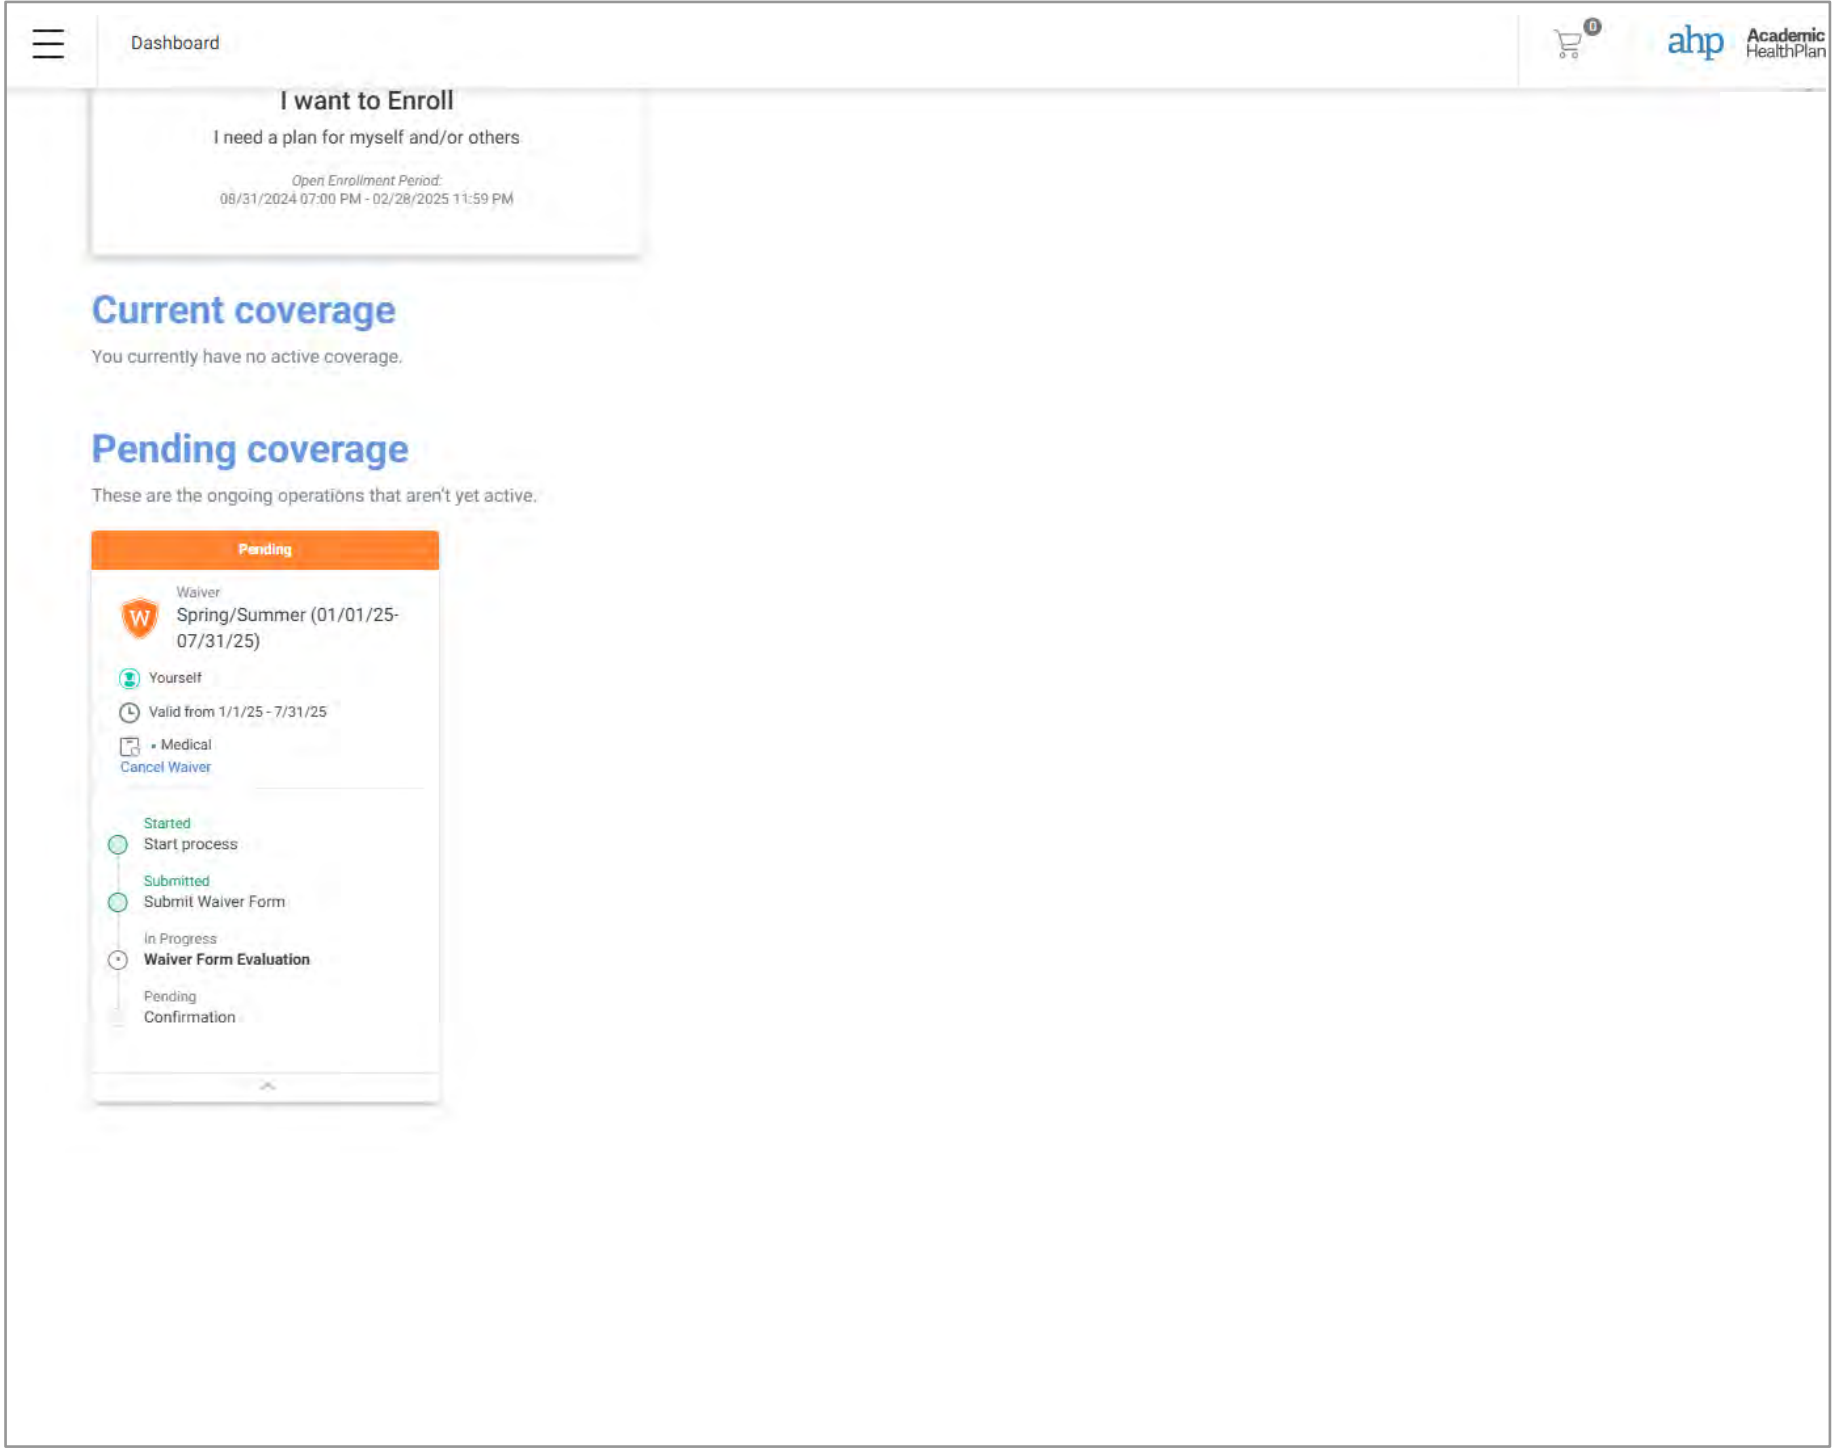 Dashboard
0
ahp
Academic
HealthPlan
I want to Enroll
I need a plan for myself and/or others
Open Enrollment Period:
08/31/2024 07:00 PM - 02/28/2025 11:59 PM
Current coverage
You currently have no active coverage.
Pending coverage
These are the ongoing operations that aren't yet active.
Pending
Waiver
W
Spring/Summer (01/01/25-
07/31/25)
Yourself
Valid from 1/1/25 - 7/31/25
• Medical
Cancel Waiver
Started
Start process
Submitted
Submit Waiver Form
In Progress
Waiver Form Evaluation
Pending
Confirmation